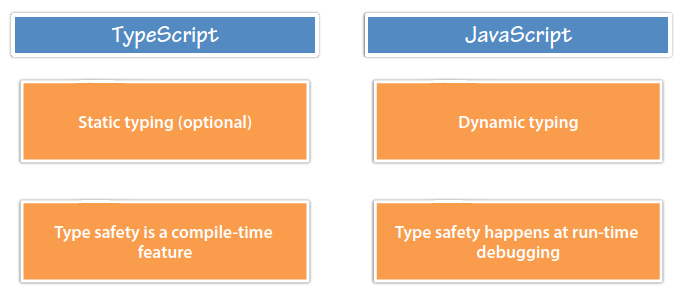 TypeScript
JavaScript
Static typing (optional)
Dynamic typing
Type safety is a compile-time
feature
Type safety happens at run-time
debugging